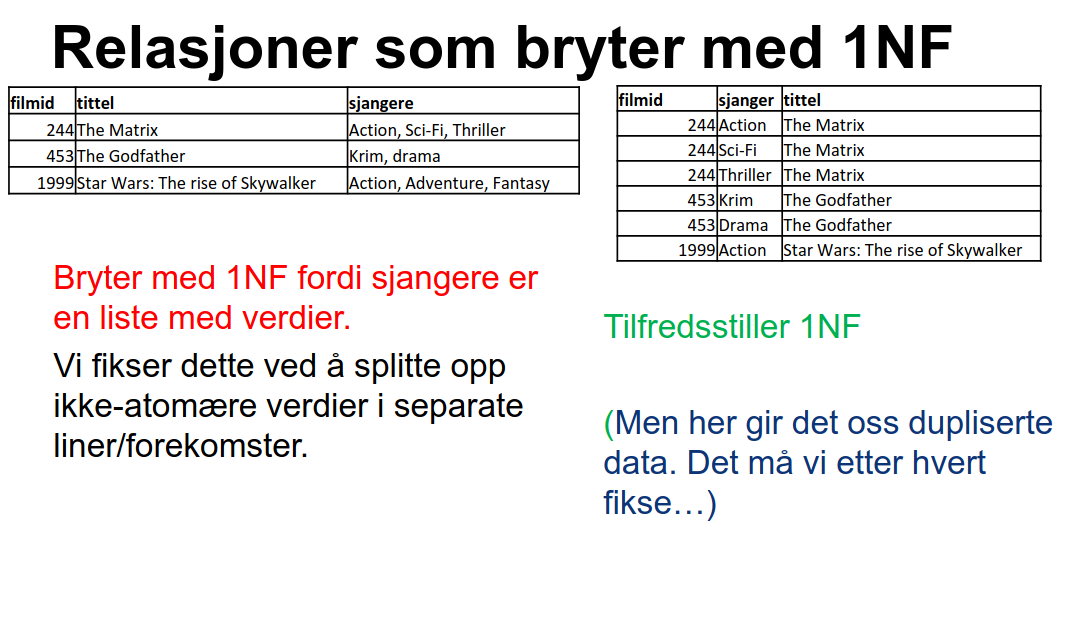 Relasjoner som bryter med 1NF
filmid tittel sjangere
244 The Matrix Action, Sci-Fi, Thriller
453 The Godfather Krim, drama
1999 Star Wars: The rise of Skywalker Action, Adventure, Fantasy
Bryter med 1NF fordi sjangere er
en liste med verdier.
Vi fikser dette ved å splitte opp
ikke-atomære verdier i separate
liner/forekomster.
filmid sjanger tittel
244 Action The Matrix
244 Sci-Fi The Matrix
244 Thriller The Matrix
453 Krim The Godfather
453 Drama The Godfather
1999 Action Star Wars: The rise of Skywalker
Tilfredsstiller 1NF
(Men her gir det oss dupliserte
data. Det må vi etter hvert
fikse…)